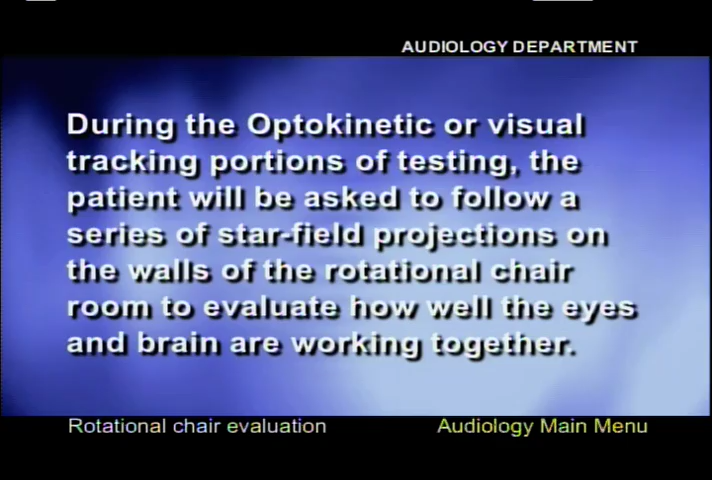 AUDIOLOGY DEPARTMENT
During the Optokinetic or visual
tracking portions of testing, the
patient will be asked to follow a
series of star-field projections on
the walls of the rotational chair
room to evaluate how well the eyes
and brain are working together.
Rotational chair evaluation
Audiology Main Menu